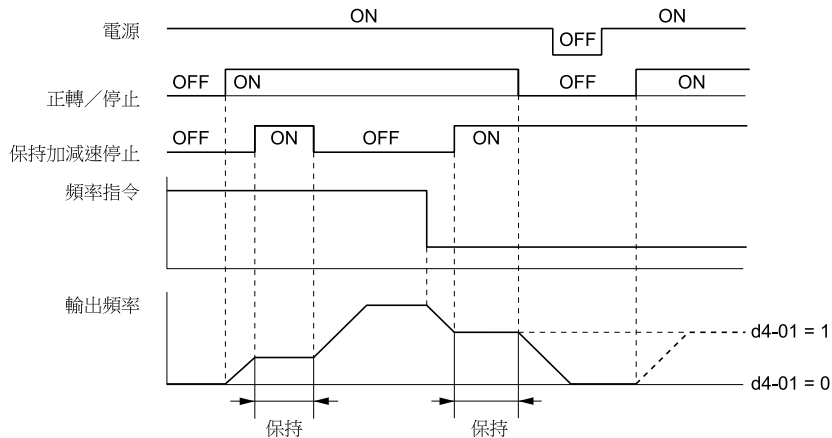 電源 ON OFF ON
正轉／停止 OFF ON OFF ON
保持加減速停止 OFF ON OFF ON
頻率指令
輸出頻率
d4-01 = 1
d4-01 = 0
保持 保持